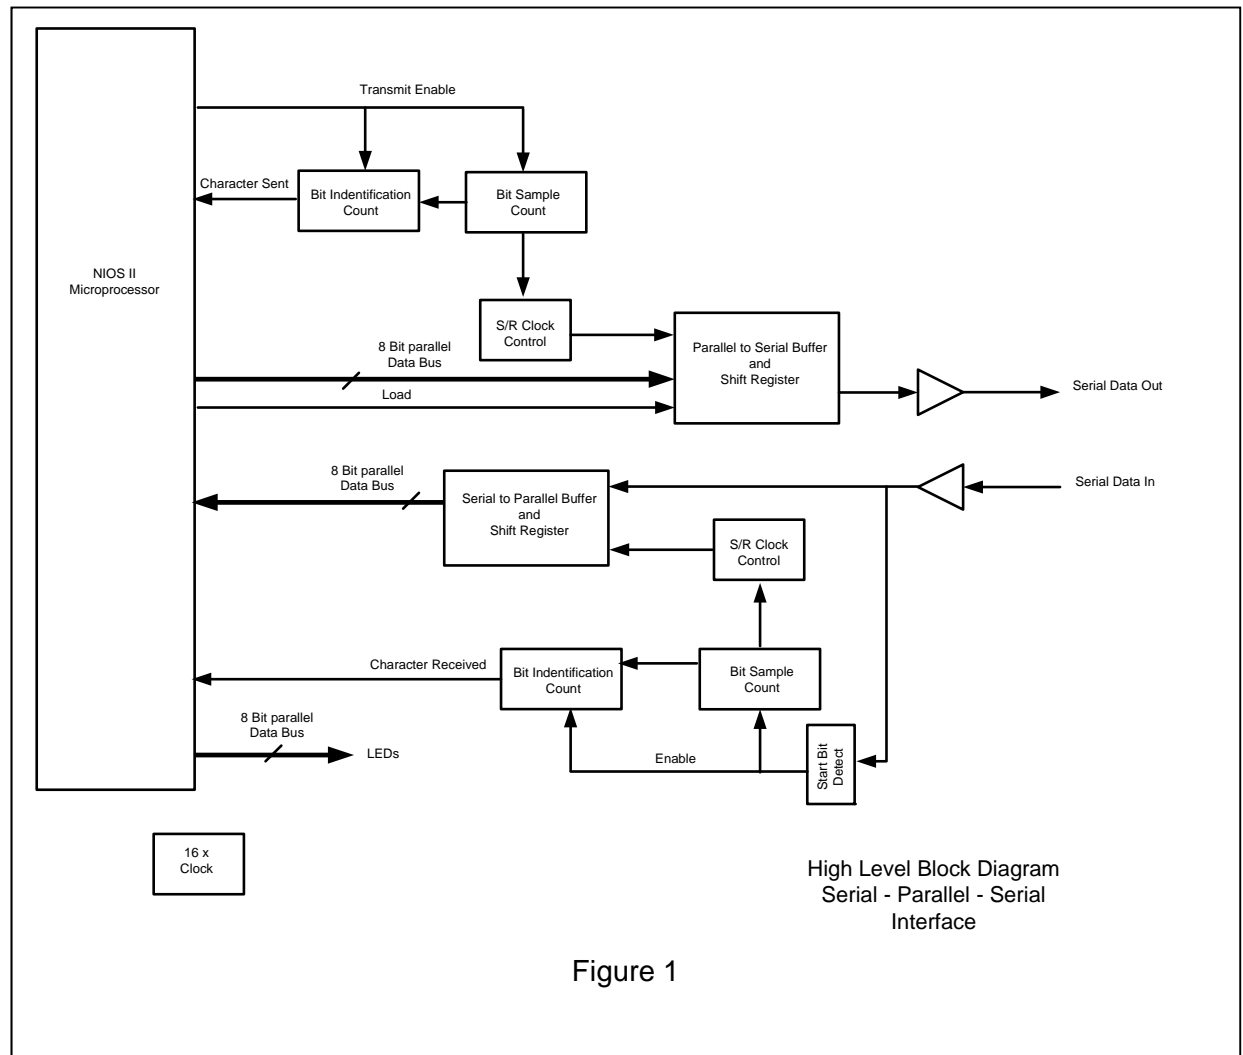 Transmit Enable
Character Sent
Bit Indentification
Count
Bit Sample
Count
NIOS II
Microprocessor
S/R Clock
Control
8 Bit parallel
Data Bus
Load
Parallel to Serial Buffer
and
Shift Register
Serial Data Out
8 Bit parallel
Data Bus
Serial to Parallel Buffer
and
Shift Register
Serial Data In
S/R Clock
Control
Character Received
Bit Indentification
Count
Bit Sample
Count
8 Bit parallel
Data Bus
LEDs
Enable
Start Bit
Detect
16 x
Clock
High Level Block Diagram
Serial - Parallel - Serial
Interface
Figure 1